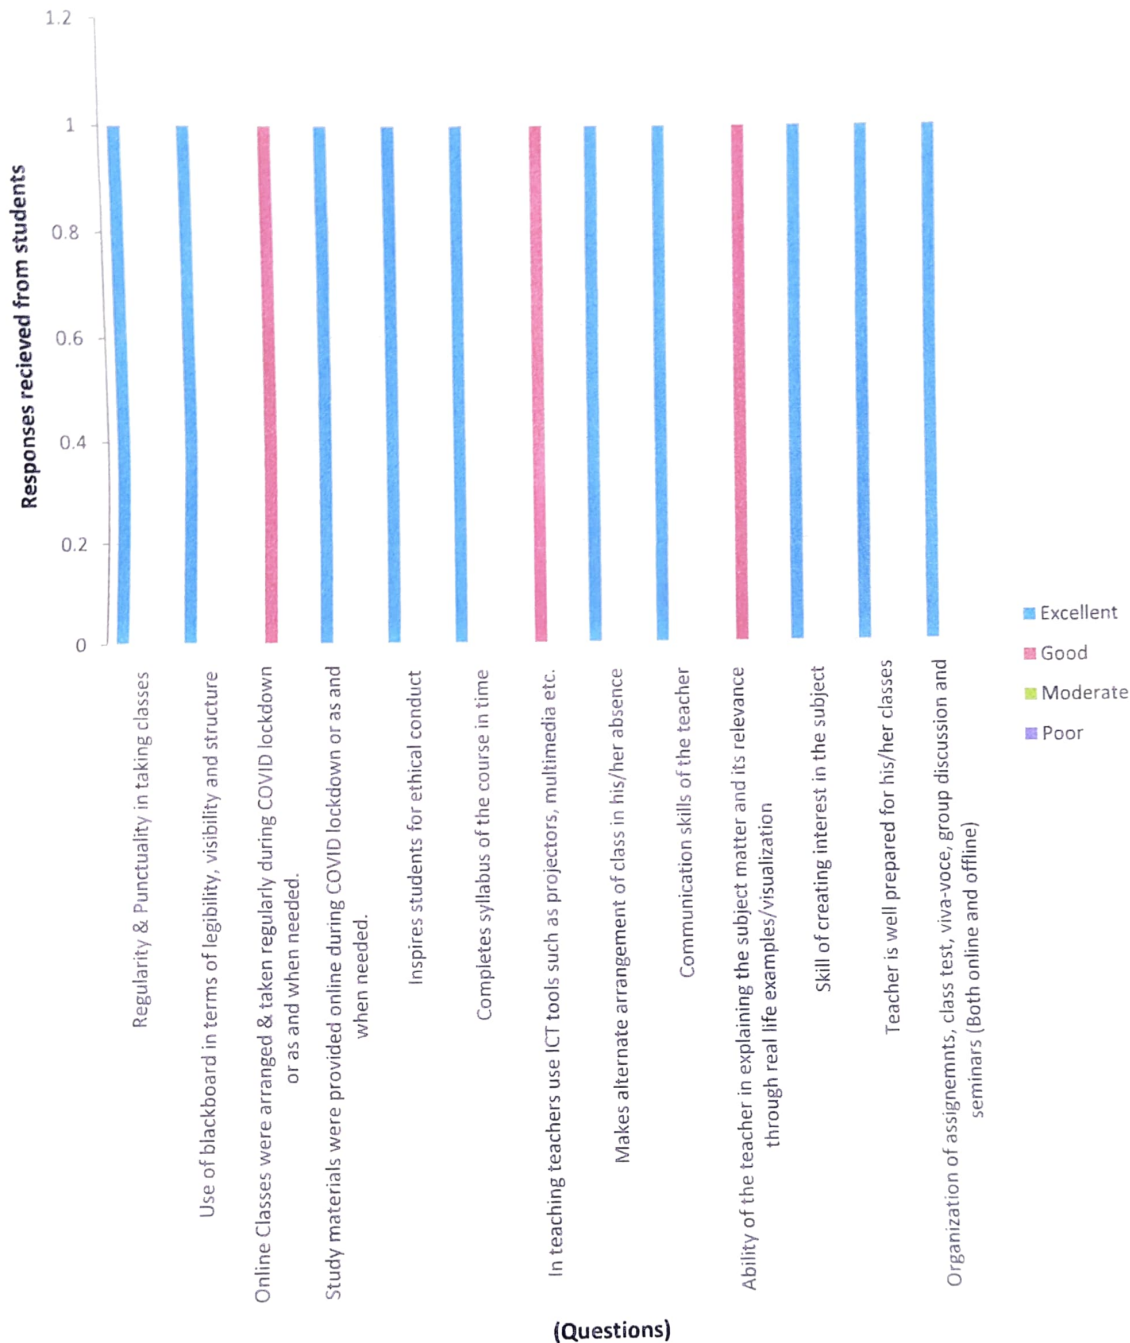 1.2
1
0.8
0.6
0.4
0.2
0
Responses recieved from students
Regularity & Punctuality in taking classes
Use of blackboard in terms of legibility, visibility and structure
Online Classes were arranged & taken regularly during COVID lockdown
or as and when needed.
Study materials were provided online during COVID lockdown or as and
when needed.
Inspires students for ethical conduct
Completes syllabus of the course in time
In teaching teachers use ICT tools such as projectors, multimedia etc.
Makes alternate arrangement of class in his/her absence
Communication skills of the teacher
Ability of the teacher in explaining the subject matter and its relevance
through real life examples/visualization
Skill of creating interest in the subject
Teacher is well prepared for his/her classes
Organization of assignemnts, class test, viva-voce, group discussion and
seminars (Both online and offline)
(Questions)
Excellent
Good
Moderate
Poor